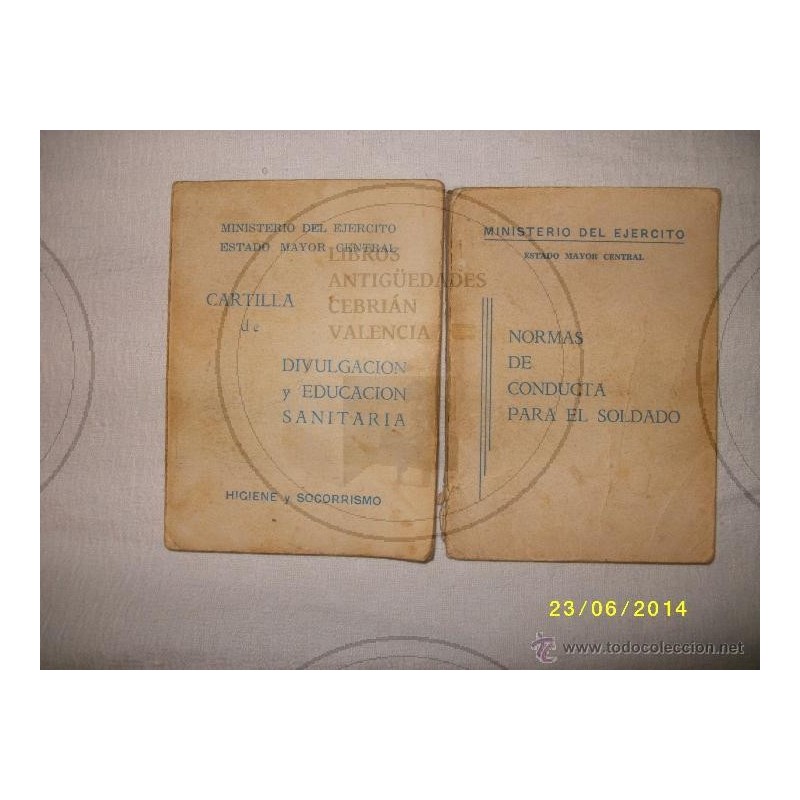 MINISTERIO DEL EJERCITO
ESTADO MAYOR CENTRAL
CARTILLA
de
DIVULGACION
y EDUCACION
SANITARIA
HIGIENE y SOCORRISMO
MINISTERIO DEL EJERCITO
ESTADO MAYOR CENTRAL
NORMAS
DE
CONDUCTA
PARA EL SOLDADO
LIBROS
ANTIGÜEDADES
CEBRIÁN
VALENCIA
23/06/2014
www.todocoleccion.net